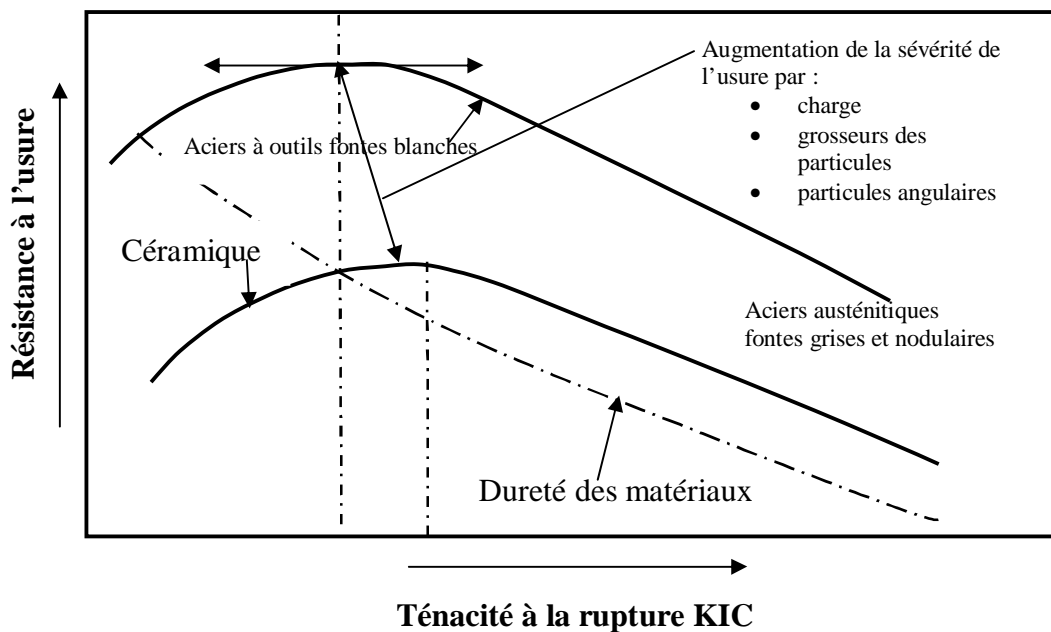 Augmentation de la sévérité de
l'usure par :
• charge
• grosseurs des
particules
• particules angulaires
Aciers à outils fontes blanches
Résistance à l'usure
Céramique
Aciers austénitiques
fontes grises et nodulaires
Dureté des matériaux
Ténacité à la rupture KIC